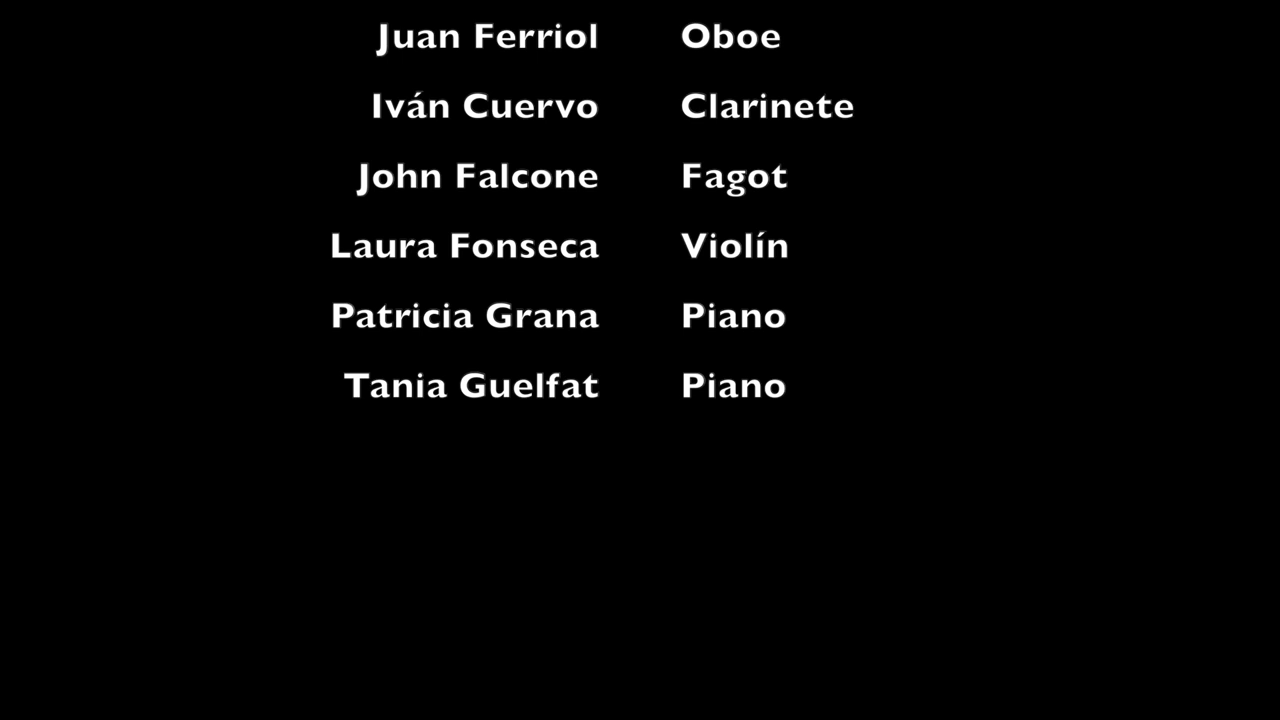 Juan Ferriol Oboe
Iván Cuervo Clarinete
John Falcone Fagot
Laura Fonseca Violín
Patricia Grana Piano
Tania Guelfat Piano